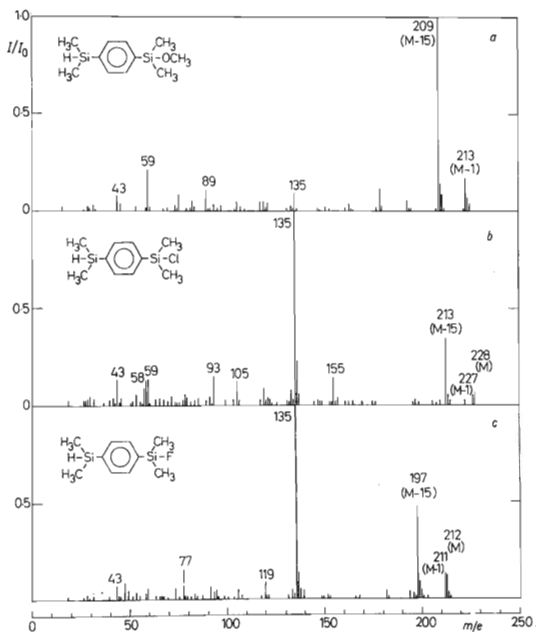 1.0
I/I0
0.5
0
209
(M-15)
a
213
(M-1)
43
59
89
135
H3C
CH3
H-Si
Si-OCH3
H3C
CH3
135
b
213
(M-15)
228
(M)
227
(M-1)
43
58
59
93
105
155
H3C
CH3
H-Si
Si-Cl
H3C
CH3
0.5
0
135
c
197
(M-15)
212
(M)
211
(M-1)
43
77
119
H3C
CH3
H-Si
Si-F
H3C
CH3
0.5
0
0
50
100
150
200
m/e
250